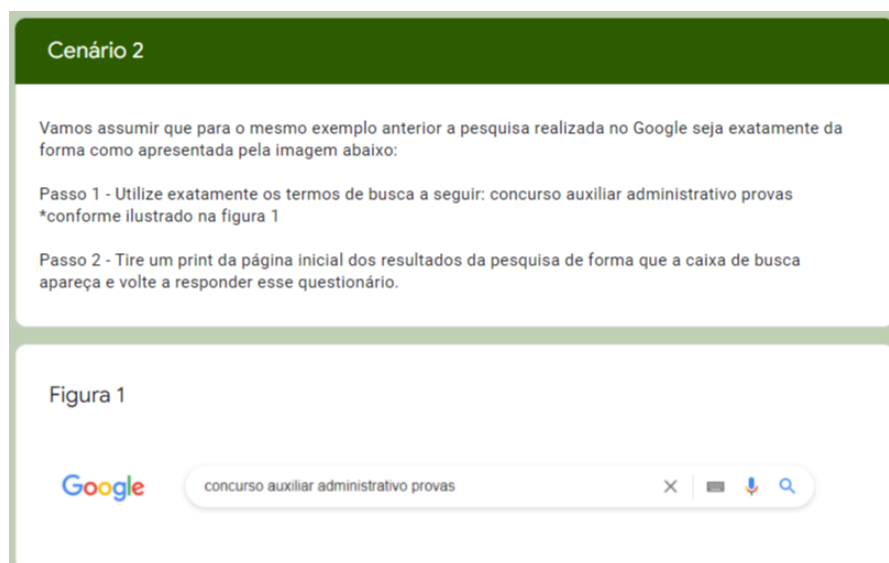 Cenário 2
Vamos assumir que para o mesmo exemplo anterior a pesquisa realizada no Google seja exatamente da
forma como apresentada pela imagem abaixo:
Passo 1 - Utilize exatamente os termos de busca a seguir: concurso auxiliar administrativo provas
*conforme ilustrado na figura 1
Passo 2 - Tire um print da página inicial dos resultados da pesquisa de forma que a caixa de busca
apareça e volte a responder esse questionário.
Figura 1
Google concurso auxiliar administrativo provas